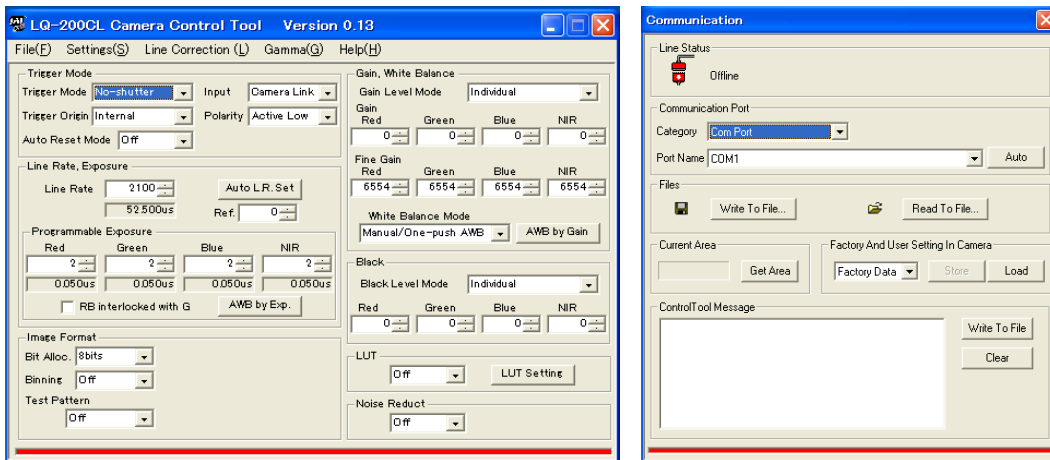 LQ-200CL Camera Control Tool Version 0.13
File(F) Settings(S) Line Correction (L) Gamma(G) Help(H)
Trigger Mode
Trigger Mode No-shutter Input Camera Link
Trigger Origin Internal Polarity Active Low
Auto Reset Mode Off
Line Rate, Exposure
Line Rate 2100 Auto L.R. Set
52.500us Ref. 0
Programmable Exposure
Red Green Blue NIR
2 2 2 2
0.050us 0.050us 0.050us 0.050us
RB interlocked with G AWB by Exp.
Image Format
Bit Alloc. 8bits
Binning Off
Test Pattern
Off
Gain, White Balance
Gain Level Mode Individual
Gain
Red Green Blue NIR
0 0 0 0
Fine Gain
Red Green Blue NIR
6554 6554 6554 6554
White Balance Mode
Manual/One-push AWB AWB by Gain
Black
Black Level Mode Individual
Red Green Blue NIR
0 0 0 0
LUT
Off LUT Setting
Noise Reduct
Off
Communication
Line Status
Offline
Communication Port
Category Com Port
Port Name COM1 Auto
Files
Write To File... Read To File...
Current Area
Get Area
Factory And User Setting In Camera
Factory Data Store Load
ControlTool Message
Write To File
Clear